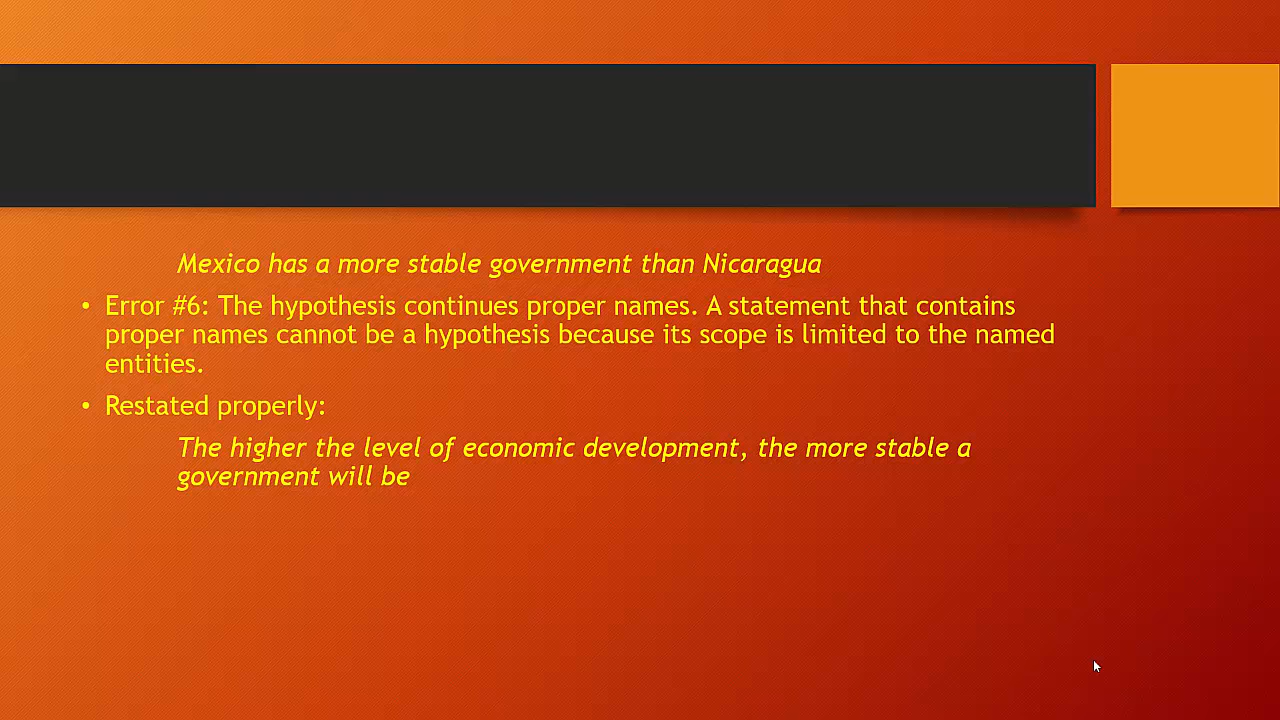 Mexico has a more stable government than Nicaragua
• Error #6: The hypothesis continues proper names. A statement that contains
proper names cannot be a hypothesis because its scope is limited to the named
entities.
• Restated properly:
The higher the level of economic development, the more stable a
government will be